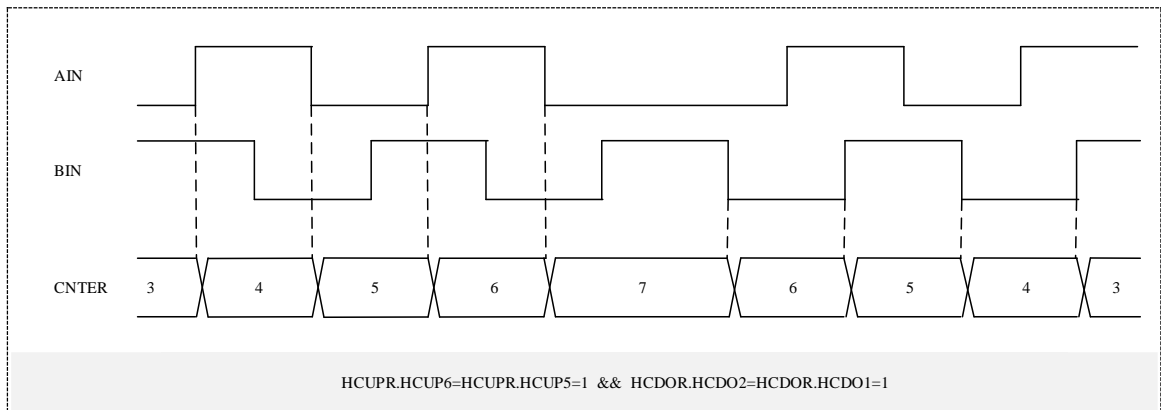 AIN
BIN
CNTER 3 4 5 6 7 6 5 4 3
HCUPR.HCUP6=HCUPR.HCUP5=1 && HCDOR.HCDO2=HCDOR.HCDO1=1